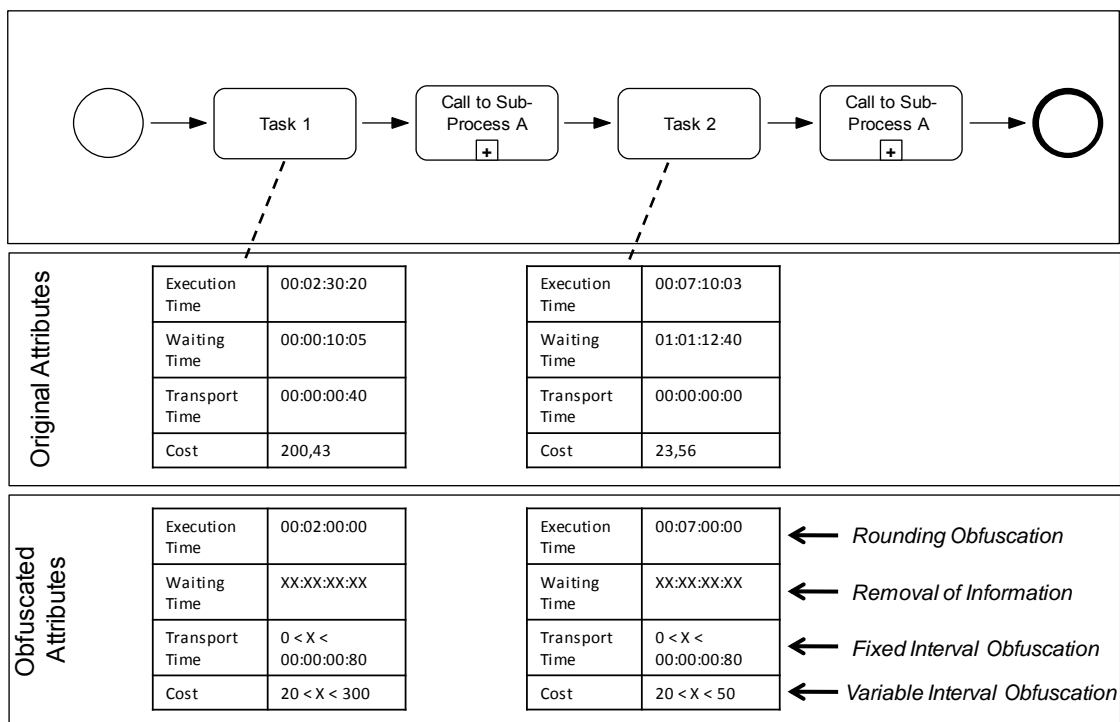 Task 1
Call to Sub-
Process A
+
Task 2
Call to Sub-
Process A
+
Original Attributes
Execution
Time
00:02:30:20
Waiting
Time
00:00:10:05
Transport
Time
00:00:00:40
Cost
200,43
Execution
Time
00:07:10:03
Waiting
Time
01:01:12:40
Transport
Time
00:00:00:00
Cost
23,56
Obfuscated
Attributes
Execution
Time
00:02:00:00
Waiting
Time
XX:XX:XX:XX
Transport
Time
0 < X <
00:00:00:80
Cost
20 < X < 300
Execution
Time
00:07:00:00
Waiting
Time
XX:XX:XX:XX
Transport
Time
0 < X <
00:00:00:80
Cost
20 < X < 50
Rounding Obfuscation
Removal of Information
Fixed Interval Obfuscation
Variable Interval Obfuscation